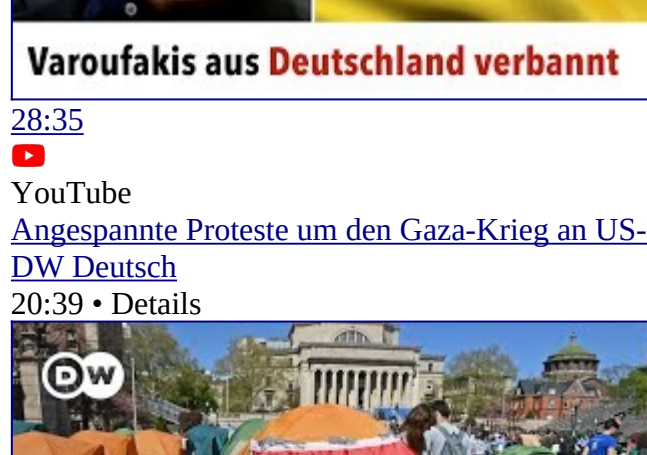 Varoufakis aus Deutschland verbannt
28:35
YouTube
Angespannte Proteste um den Gaza-Krieg an US-
DW Deutsch
20:39 • Details
DW